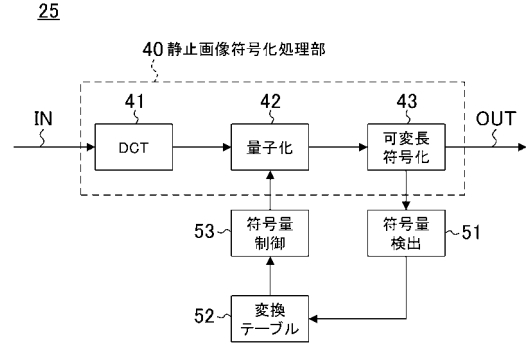 25
40 静止画像符号化処理部
IN
41
42
43
OUT
DCT
量子化
可変長
符号化
53
符号量
制御
符号量
検出
51
52
変換
テーブル